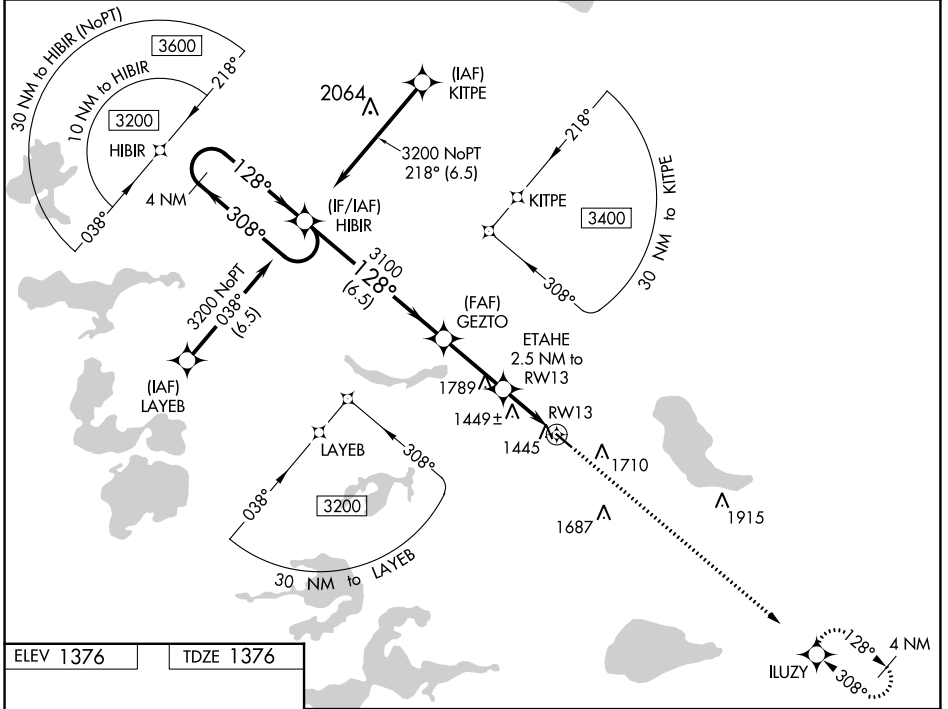 30 NM to HIBIR (NoPT)
3600
218°
10 NM to HIBIR
3200
HIBIR
038°
2064
(IAF)
KITPE
3200 NoPT
218° (6.5)
128°
4 NM
308°
(IF/IAF)
HIBIR
218°
KITPE
3400
308°
30 NM to KITPE
3100
128°
(6.5)
3200 NoPT
038°
(6.5)
(IAF)
LAYEB
(FAF)
GEZTO
ETAHE
2.5 NM to
RW13
1789
1449±
RW13
1445
1710
1687
1915
LAYEB
308°
038°
3200
30 NM to LAYEB
ELEV 1376
TDZE 1376
ILUZY
128°
4 NM
308°